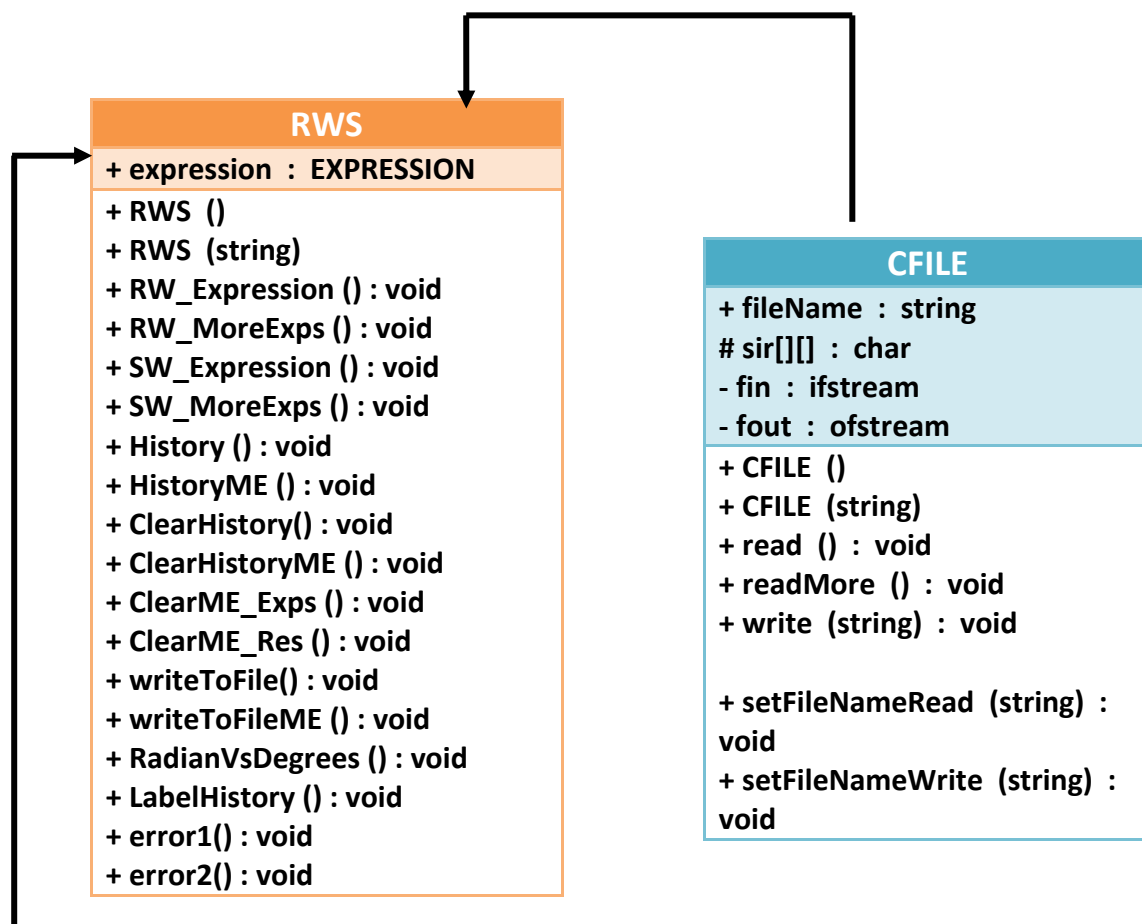 RWS
+ expression : EXPRESSION
+ RWS ()
+ RWS (string)
+ RW_Expression () : void
+ RW_MoreExps () : void
+ SW_Expression () : void
+ SW_MoreExps () : void
+ History () : void
+ HistoryME () : void
+ ClearHistory() : void
+ ClearHistoryME () : void
+ ClearME_Exps () : void
+ ClearME_Res () : void
+ writeToFile() : void
+ writeToFileME () : void
+ RadianVsDegrees () : void
+ LabelHistory () : void
+ error1() : void
+ error2() : void
CFILE
+ fileName : string
# sir[][] : char
- fin : ifstream
- fout : ofstream
+ CFILE ()
+ CFILE (string)
+ read () : void
+ readMore () : void
+ write (string) : void
+ setFileNameRead (string) :
void
+ setFileNameWrite (string) :
void